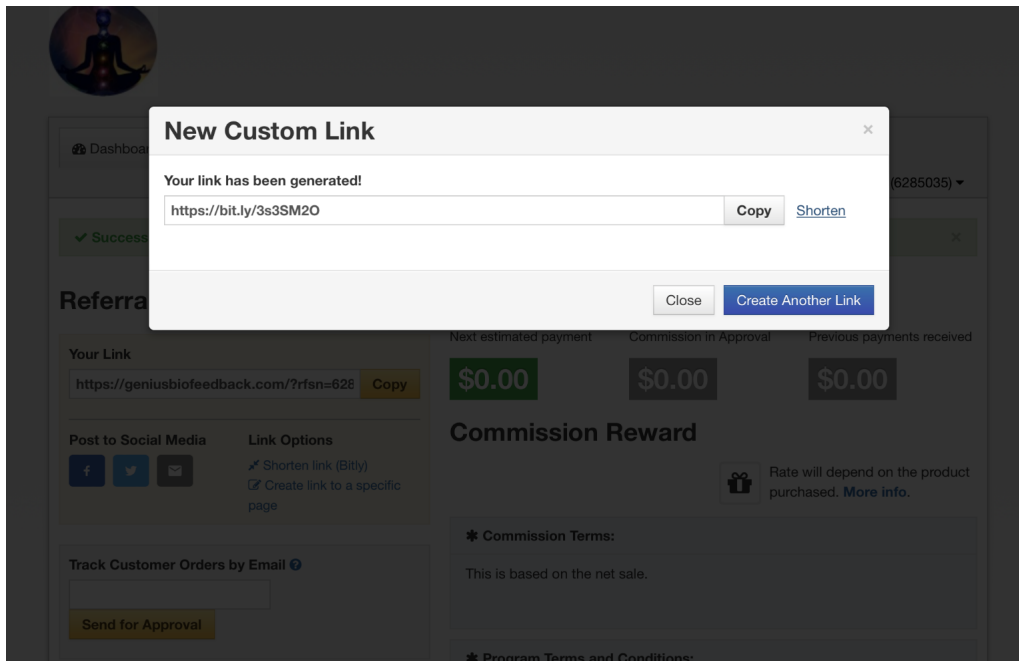 New Custom Link
×
Dashboar
Your link has been generated!
(6285035)
https://bit.ly/3s3SM2O
Copy
Shorten
Success
×
Close
Create Another Link
Referra
Next estimated payment
Commission in Approval
Previous payments received
Your Link
https://geniusbiofeedback.com/?rfsn=628
Copy
$0.00
$0.00
$0.00
Commission Reward
Post to Social Media
Link Options
Shorten link (Bitly)
Create link to a specific
page
Rate will depend on the product
purchased. More info.
✱ Commission Terms:
Track Customer Orders by Email
This is based on the net sale.
Send for Approval
✱ Program Terms and Conditions: